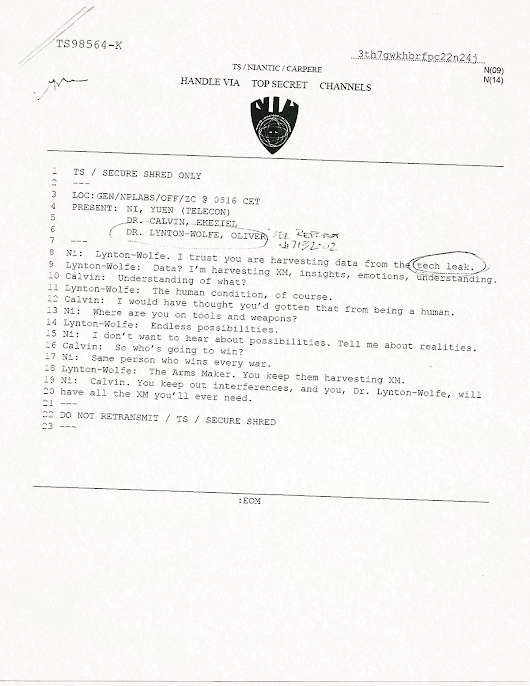 TS98564-K
3th7gwkhbrfpc22n24j
TS / NIANTIC / CARPERE
N(09)
HANDLE VIA TOP SECRET CHANNELS
N(14)
NIA
1 TS / SECURE SHRED ONLY
2 ---
3 LOC:GEN/NPLABS/OFF/ZC @ 0816 CET
4 PRESENT: NI, YUEN (TELECON)
5 DR. CALVIN, EKEZIEL
6 DR. LYNTON-WOLFE, OLIVER SEE
7 ---
8 Ni: Lynton-Wolfe. I trust you are harvesting data from the tech leak.
9 Lynton-Wolfe: Data? I'm harvesting XM, insights, emotions, understanding.
10 Calvin: Understanding of what?
11 Lynton-Wolfe: The human condition, of course.
12 Calvin: I would have thought you'd gotten that from being a human.
13 Ni: Where are you on tools and weapons?
14 Lynton-Wolfe: Endless possibilities.
15 Ni: I don't want to hear about possibilities. Tell me about realities.
16 Calvin: So who's going to win?
17 Ni: Same person who wins every war.
18 Lynton-Wolfe: The Arms Maker. You keep them harvesting XM.
19 Ni: Calvin. You keep out interferences, and you, Dr. Lynton-Wolfe, will
20 have all the XM you'll ever need.
21 ---
22 DO NOT RETRANSMIT / TS / SECURE SHRED
23 ---
:EOM